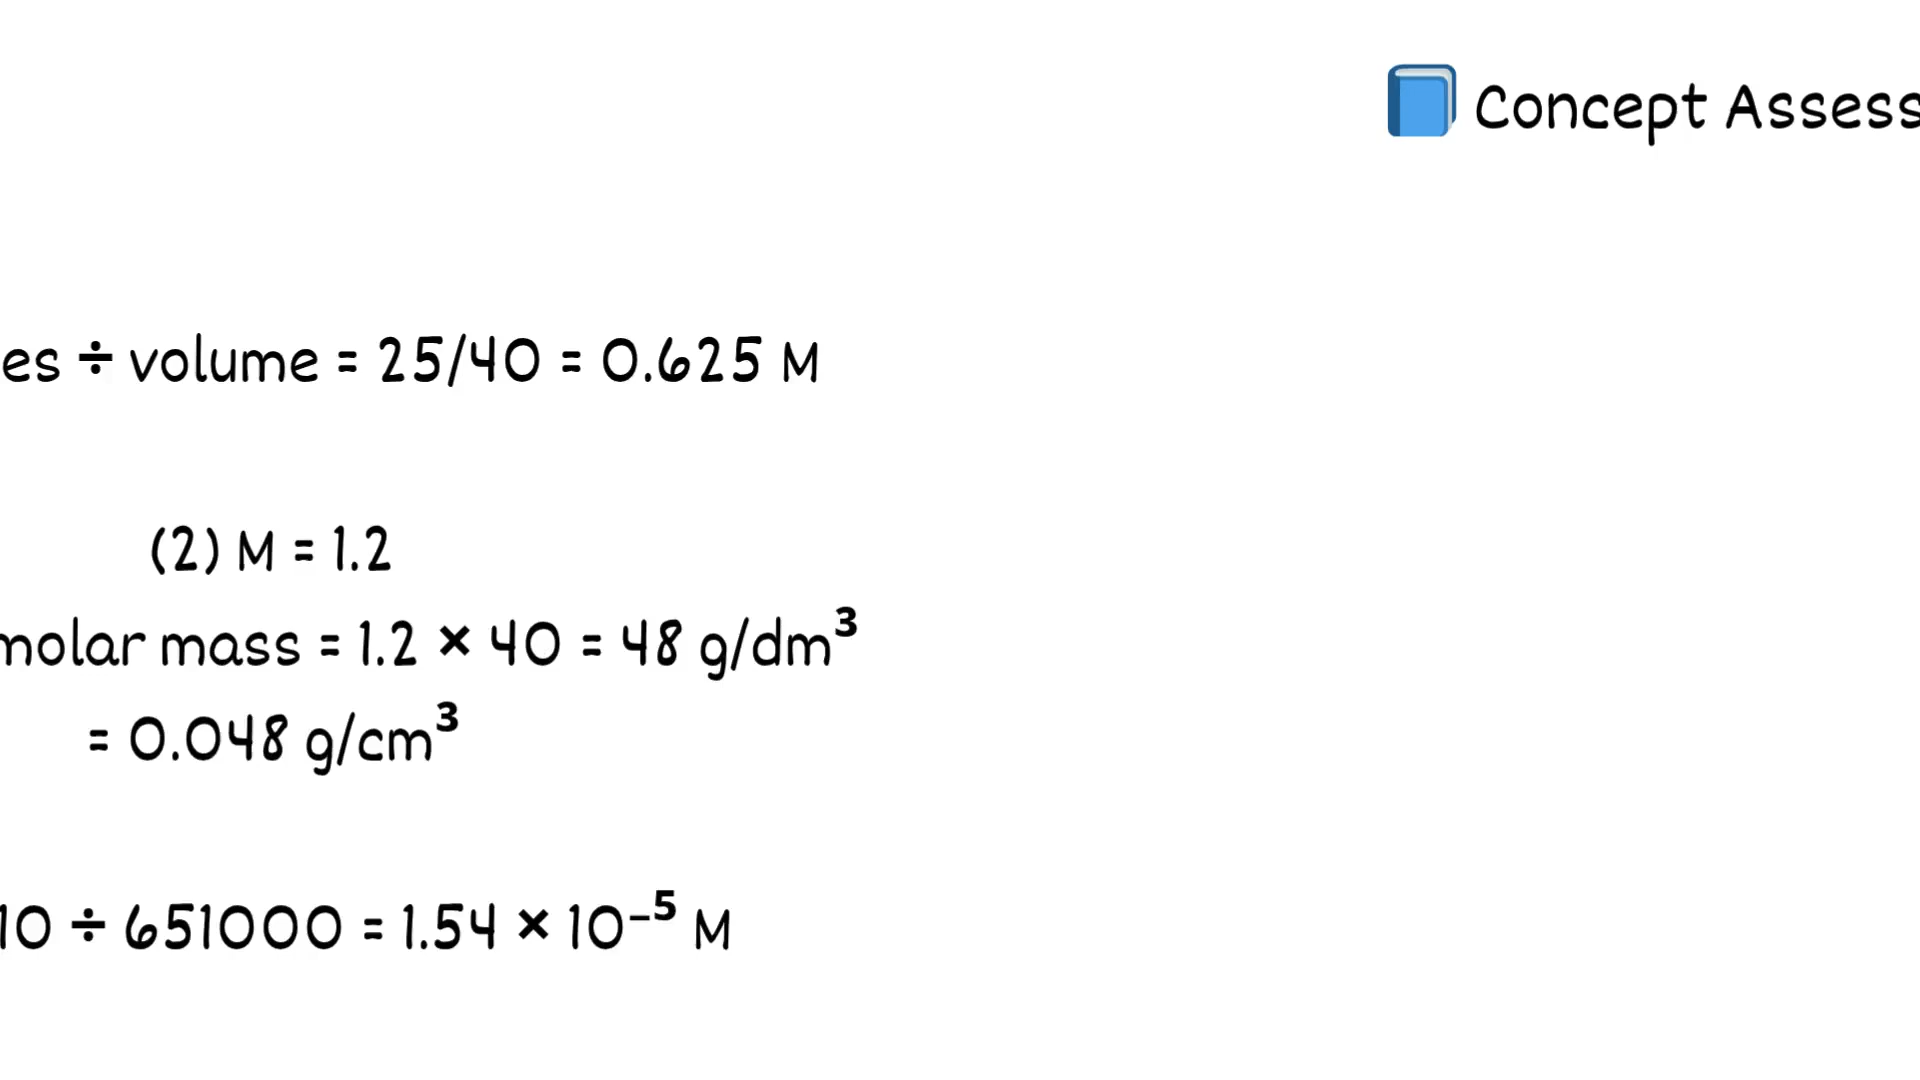 📘 Concept Assess
es ÷ volume = 25/40 = 0.625 M
(2) M = 1.2
molar mass = 1.2 × 40 = 48 g/dm³
= 0.048 g/cm³
10 ÷ 651000 = 1.54 × 10⁻⁵ M